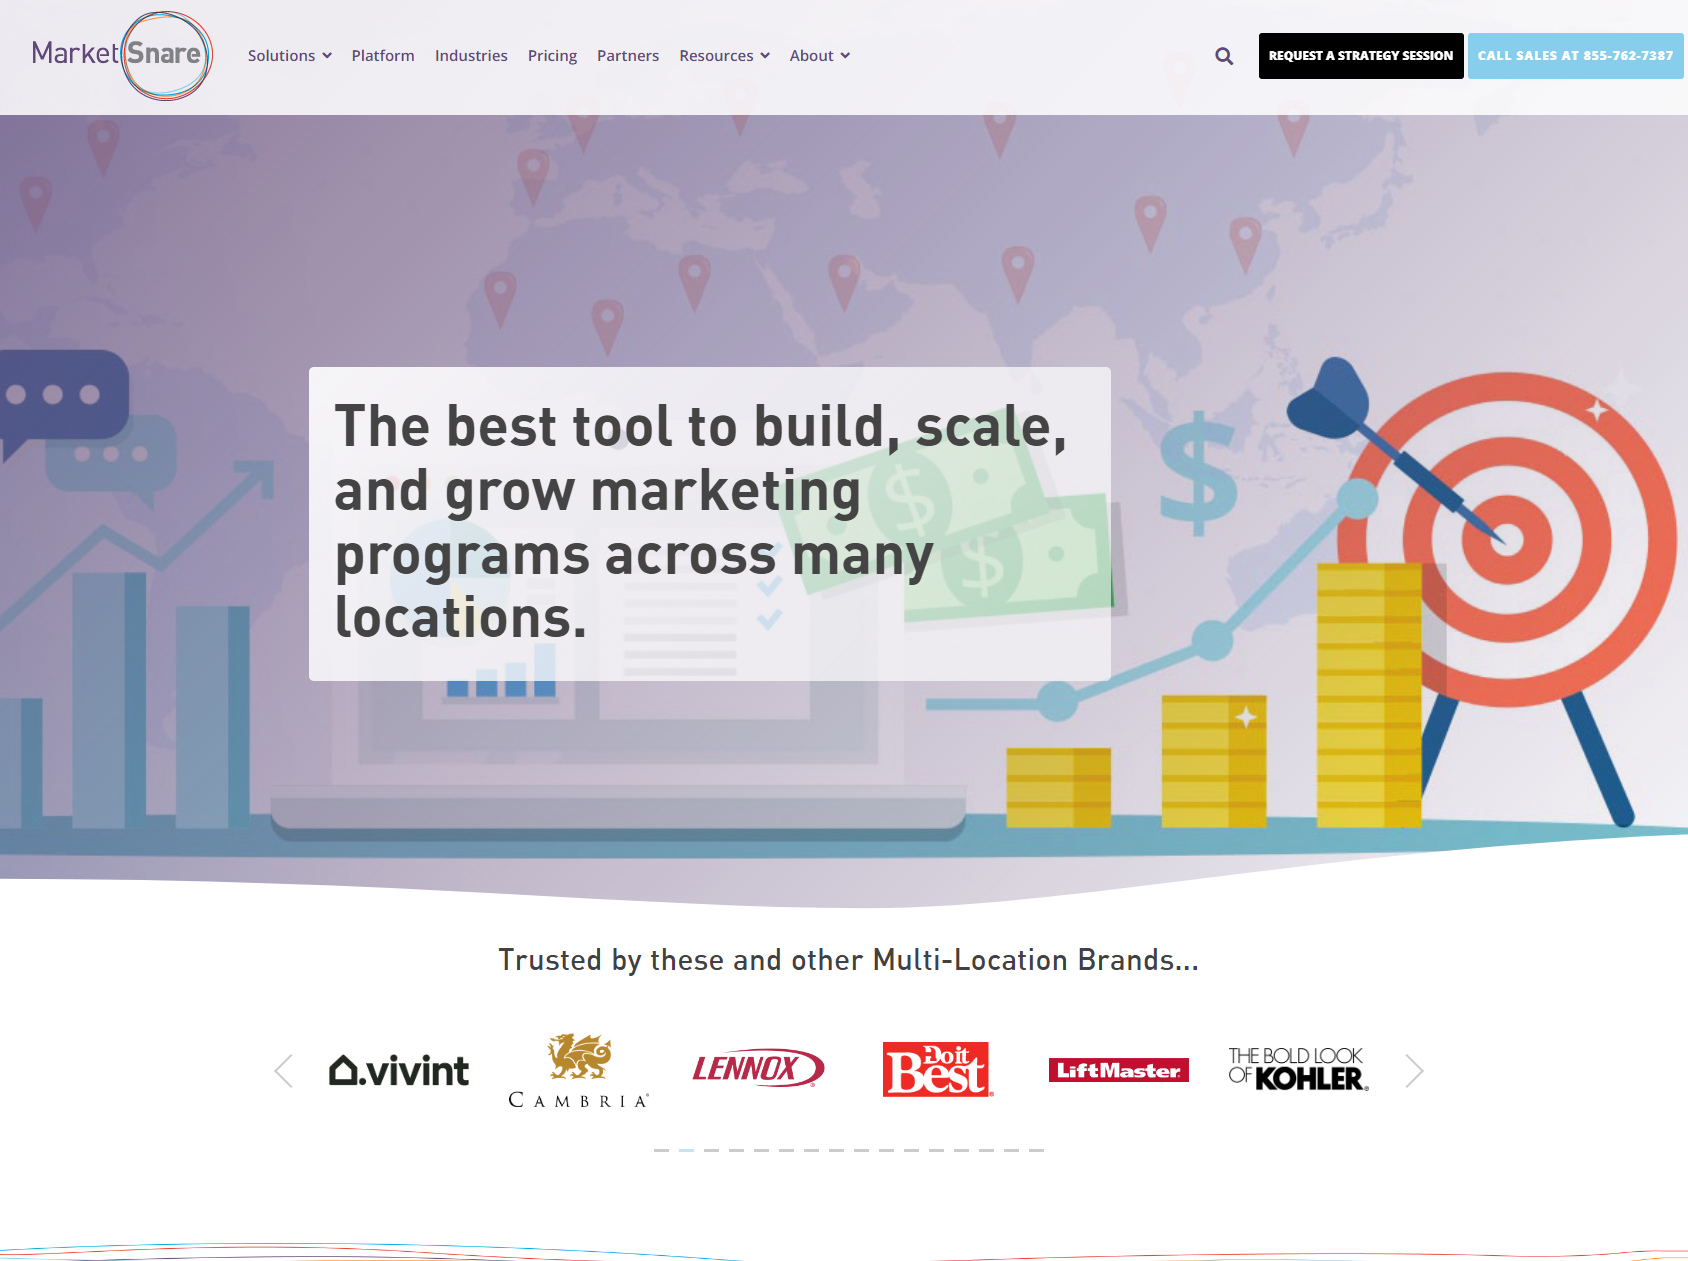 MarketSnare
Solutions Platform Industries Pricing Partners Resources About
REQUEST A STRATEGY SESSION
CALL SALES AT 855-762-7387
The best tool to build, scale,
and grow marketing
programs across many
locations.
Trusted by these and other Multi-Location Brands...
vivint
CAMBRIA
LENNOX
Do it
Best
LiftMaster
THE BOLD LOOK
OF KOHLER